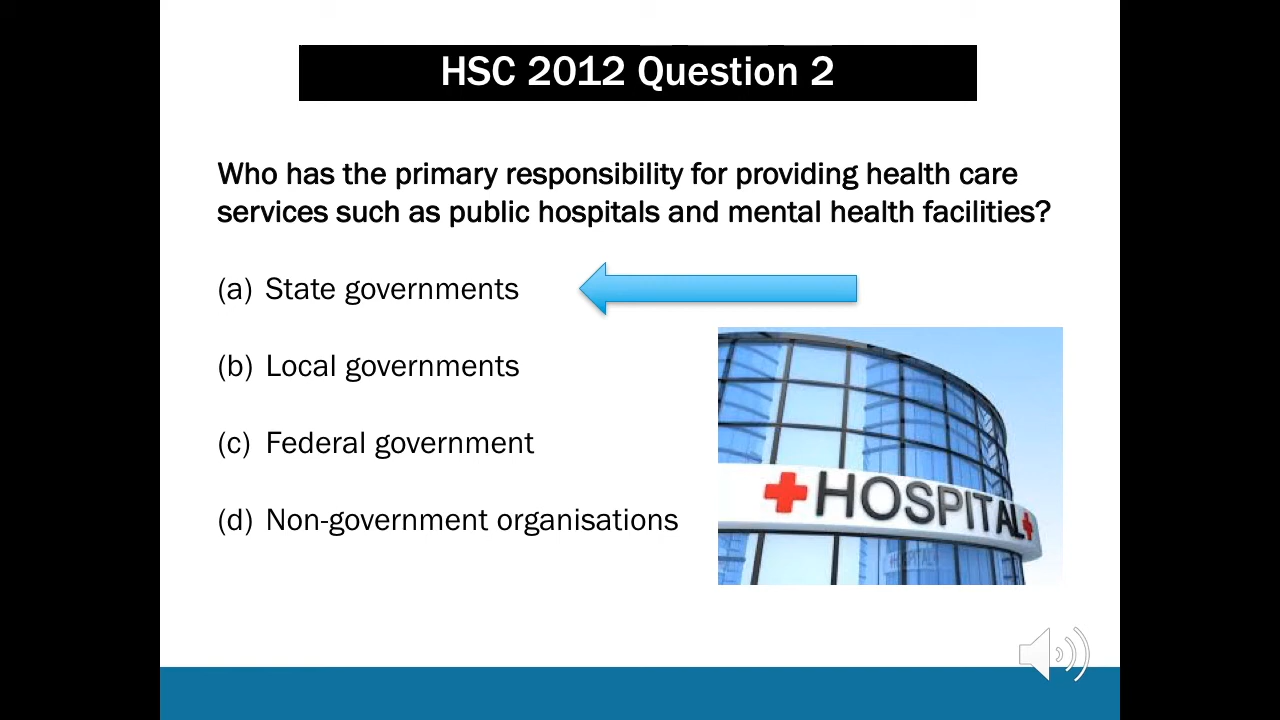 HSC 2012 Question 2
Who has the primary responsibility for providing health care
services such as public hospitals and mental health facilities?
(a) State governments
(b) Local governments
(c) Federal government
(d) Non-government organisations
HOSPITAL